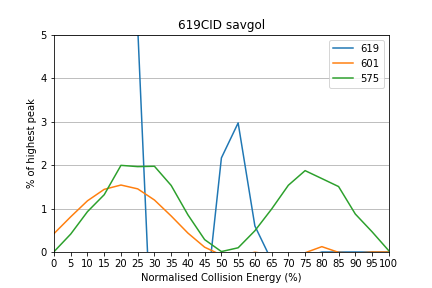 619CID savgol
5
4
3
2
1
0
% of highest peak
619
601
575
0 5 10 15 20 25 30 35 40 45 50 55 60 65 70 75 80 85 90 95 100
Normalised Collision Energy (%)